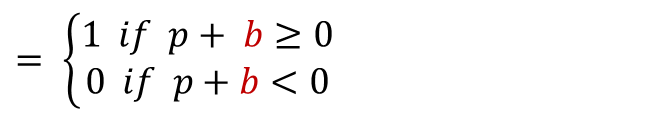 = { 1 if p + b ≥ 0
0 if p + b < 0